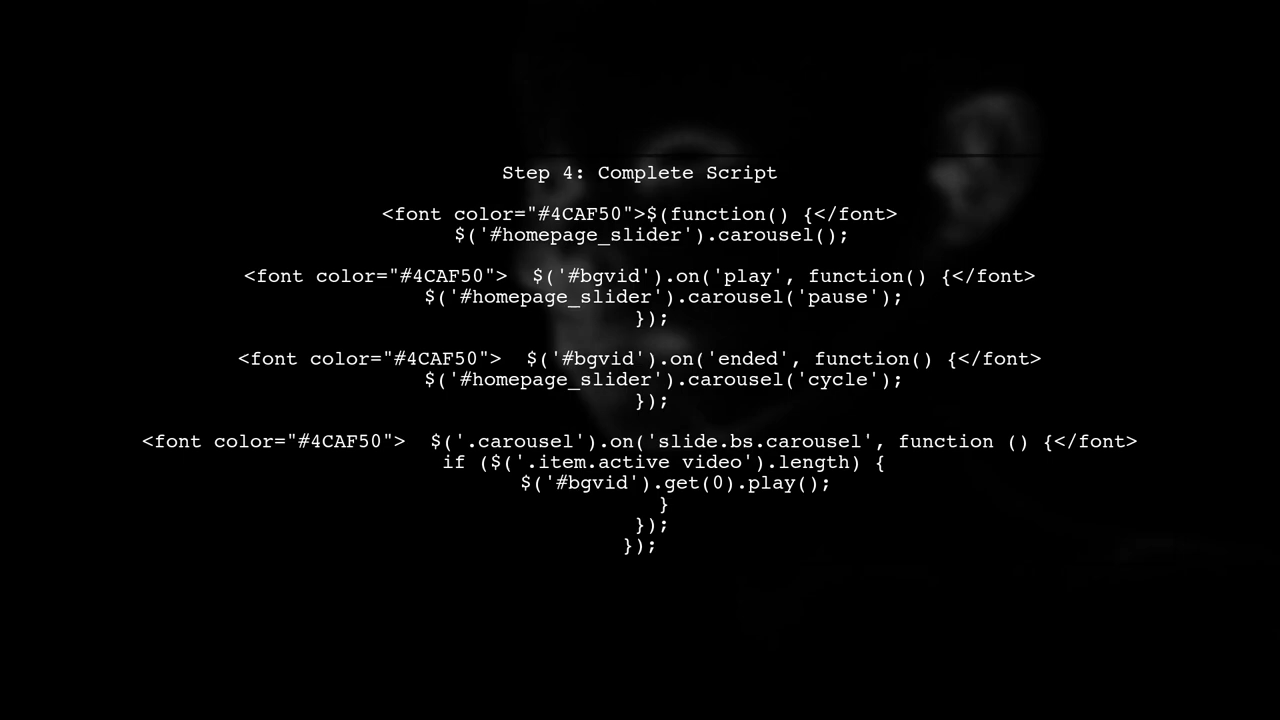 Step 4: Complete Script
<font color="#4CAF50">$(function() {</font>
$('#homepage_slider').carousel();
<font color="#4CAF50">  $('#bgvid').on('play', function() {</font>
$('#homepage_slider').carousel('pause');
});
<font color="#4CAF50">  $('#bgvid').on('ended', function() {</font>
$('#homepage_slider').carousel('cycle');
});
<font color="#4CAF50">  $('.carousel').on('slide.bs.carousel', function () {</font>
if ($('.item.active video').length) {
$('#bgvid').get(0).play();
}
});
});